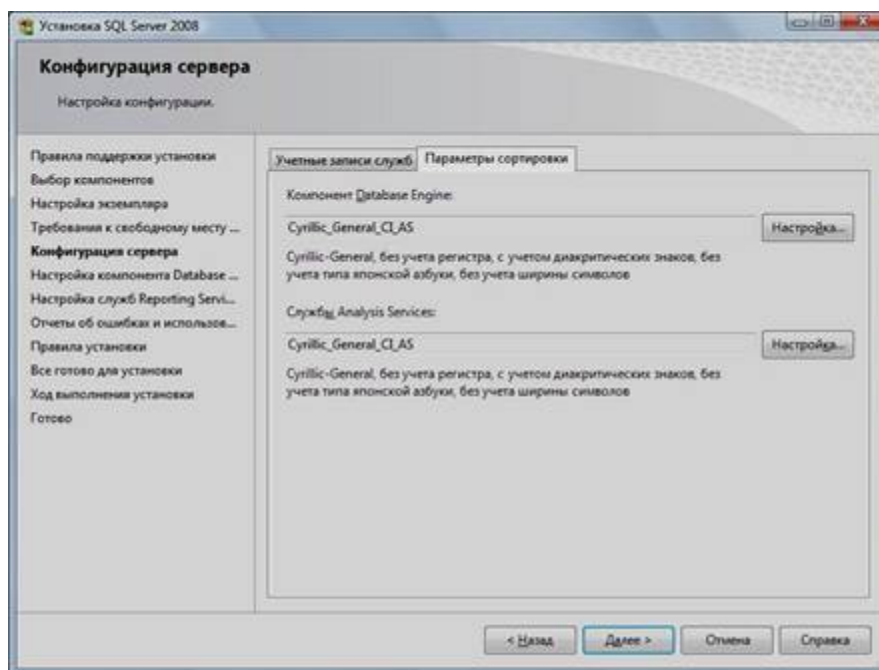 Установка SQL Server 2008
Конфигурация сервера
Настройка конфигурации.
Правила поддержки установки
Выбор компонентов
Настройка экземпляра
Требования к свободному месту ...
Конфигурация сервера
Настройка компонента Database ...
Настройка служб Reporting Servi...
Отчеты об ошибках и использов...
Правила установки
Все готово для установки
Ход выполнения установки
Готово
Учетные записи служб
Параметры сортировки
Компонент Database Engine:
Cyrillic_General_CI_AS
Настройка...
Cyrillic-General, без учета регистра, с учетом диакритических знаков, без
учета типа японской азбуки, без учета ширины символов
Службы Analysis Services:
Cyrillic_General_CI_AS
Настройка...
Cyrillic-General, без учета регистра, с учетом диакритических знаков, без
учета типа японской азбуки, без учета ширины символов
< Назад
Далее >
Отмена
Справка